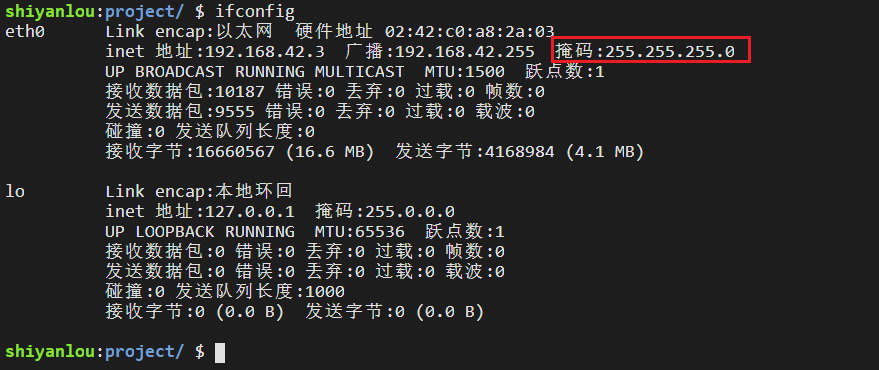 shiyanlou:project/ $ ifconfig
eth0 Link encap:以太网 硬件地址 02:42:c0:a8:2a:03
inet 地址:192.168.42.3 广播:192.168.42.255 掩码:255.255.255.0
UP BROADCAST RUNNING MULTICAST MTU:1500 跃点数:1
接收数据包:10187 错误:0 丢弃:0 过载:0 帧数:0
发送数据包:9555 错误:0 丢弃:0 过载:0 载波:0
碰撞:0 发送队列长度:0
接收字节:16660567 (16.6 MB) 发送字节:4168984 (4.1 MB)
lo Link encap:本地环回
inet 地址:127.0.0.1 掩码:255.0.0.0
UP LOOPBACK RUNNING MTU:65536 跃点数:1
接收数据包:0 错误:0 丢弃:0 过载:0 帧数:0
发送数据包:0 错误:0 丢弃:0 过载:0 载波:0
碰撞:0 发送队列长度:1000
接收字节:0 (0.0 B) 发送字节:0 (0.0 B)
shiyanlou:project/ $